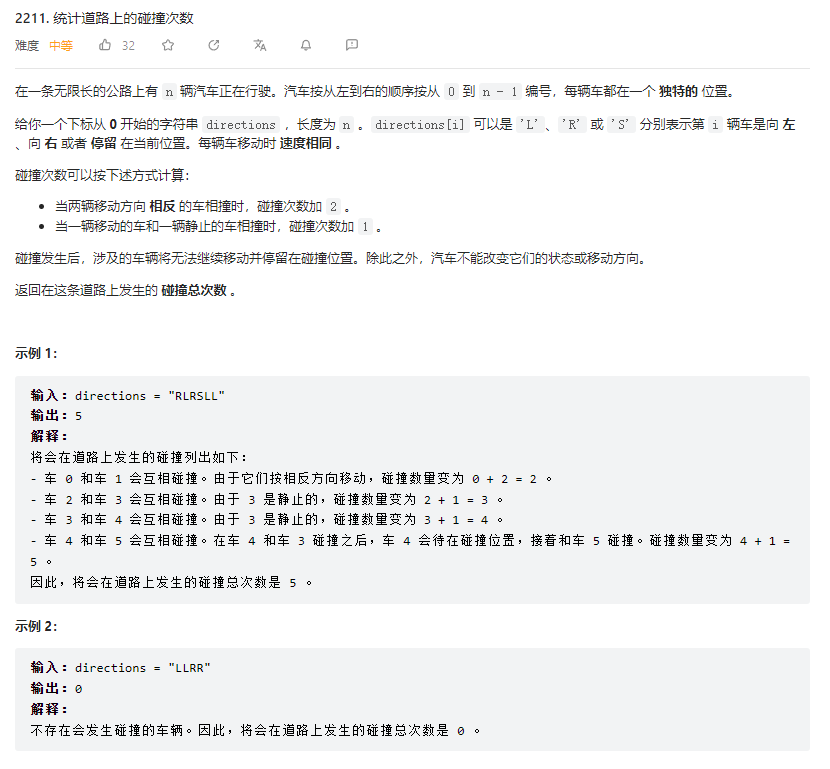 2211. 统计道路上的碰撞次数
难度 中等 32
在一条无限长的公路上有 n 辆汽车正在行驶。汽车按从左到右的顺序按从 0 到 n - 1 编号，每辆车都在一个 独特的 位置。
给你一个下标从 0 开始的字符串 directions ，长度为 n 。directions[i] 可以是 'L'、'R' 或 'S' 分别表示第 i 辆车是向 左
、向 右 或者 停留 在当前位置。每辆车移动时 速度相同 。
碰撞次数可以按下述方式计算：
• 当两辆移动方向 相反 的车相撞时，碰撞次数加 2 。
• 当一辆移动的车和一辆静止的车相撞时，碰撞次数加 1 。
碰撞发生后，涉及的车辆将无法继续移动并停留在碰撞位置。除此之外，汽车不能改变它们的状态或移动方向。
返回在这条道路上发生的 碰撞总次数 。
示例 1：
输入：directions = "RLRSLL"
输出：5
解释：
将会在道路上发生的碰撞列出如下：
- 车 0 和车 1 会互相碰撞。由于它们按相反方向移动，碰撞数量变为 0 + 2 = 2 。
- 车 2 和车 3 会互相碰撞。由于 3 是静止的，碰撞数量变为 2 + 1 = 3 。
- 车 3 和车 4 会互相碰撞。由于 3 是静止的，碰撞数量变为 3 + 1 = 4 。
- 车 4 和车 5 会互相碰撞。在车 4 和车 3 碰撞之后，车 4 会待在碰撞位置，接着和车 5 碰撞。碰撞数量变为 4 + 1 =
5 。
因此，将会在道路上发生的碰撞总次数是 5 。
示例 2：
输入：directions = "LLRR"
输出：0
解释：
不存在会发生碰撞的车辆。因此，将会在道路上发生的碰撞总次数是 0 。